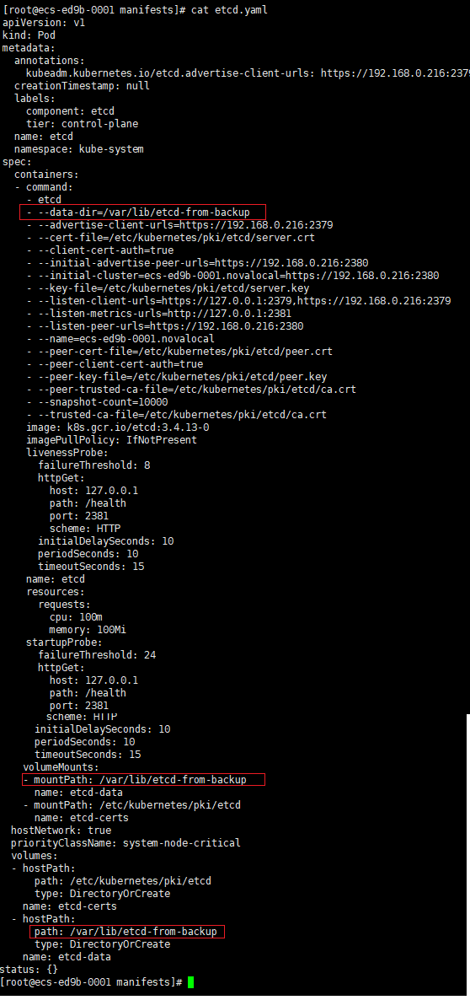 [root@ecs-ed9b-0001 manifests]# cat etcd.yaml
apiVersion: v1
kind: Pod
metadata:
  annotations:
    kubeadm.kubernetes.io/etcd.advertise-client-urls: https://192.168.0.216:2379
  creationTimestamp: null
  labels:
    component: etcd
    tier: control-plane
  name: etcd
  namespace: kube-system
spec:
  containers:
  - command:
    - etcd
    - --data-dir=/var/lib/etcd-from-backup
    - --advertise-client-urls=https://192.168.0.216:2379
    - --cert-file=/etc/kubernetes/pki/etcd/server.crt
    - --client-cert-auth=true
    - --initial-advertise-peer-urls=https://192.168.0.216:2380
    - --initial-cluster=ecs-ed9b-0001.novalocal=https://192.168.0.216:2380
    - --key-file=/etc/kubernetes/pki/etcd/server.key
    - --listen-client-urls=https://127.0.0.1:2379,https://192.168.0.216:2379
    - --listen-metrics-urls=http://127.0.0.1:2381
    - --listen-peer-urls=https://192.168.0.216:2380
    - --name=ecs-ed9b-0001.novalocal
    - --peer-cert-file=/etc/kubernetes/pki/etcd/peer.crt
    - --peer-client-cert-auth=true
    - --peer-key-file=/etc/kubernetes/pki/etcd/peer.key
    - --peer-trusted-ca-file=/etc/kubernetes/pki/etcd/ca.crt
    - --snapshot-count=10000
    - --trusted-ca-file=/etc/kubernetes/pki/etcd/ca.crt
    image: k8s.gcr.io/etcd:3.4.13-0
    imagePullPolicy: IfNotPresent
    livenessProbe:
      failureThreshold: 8
      httpGet:
        host: 127.0.0.1
        path: /health
        port: 2381
        scheme: HTTP
      initialDelaySeconds: 10
      periodSeconds: 10
      timeoutSeconds: 15
    name: etcd
    resources:
      requests:
        cpu: 100m
        memory: 100Mi
    startupProbe:
      failureThreshold: 24
      httpGet:
        host: 127.0.0.1
        path: /health
        port: 2381
        scheme: HTTP
      initialDelaySeconds: 10
      periodSeconds: 10
      timeoutSeconds: 15
    volumeMounts:
    - mountPath: /var/lib/etcd-from-backup
      name: etcd-data
    - mountPath: /etc/kubernetes/pki/etcd
      name: etcd-certs
  hostNetwork: true
  priorityClassName: system-node-critical
  volumes:
  - hostPath:
      path: /etc/kubernetes/pki/etcd
      type: DirectoryOrCreate
    name: etcd-certs
  - hostPath:
      path: /var/lib/etcd-from-backup
      type: DirectoryOrCreate
    name: etcd-data
status: {}
[root@ecs-ed9b-0001 manifests]#